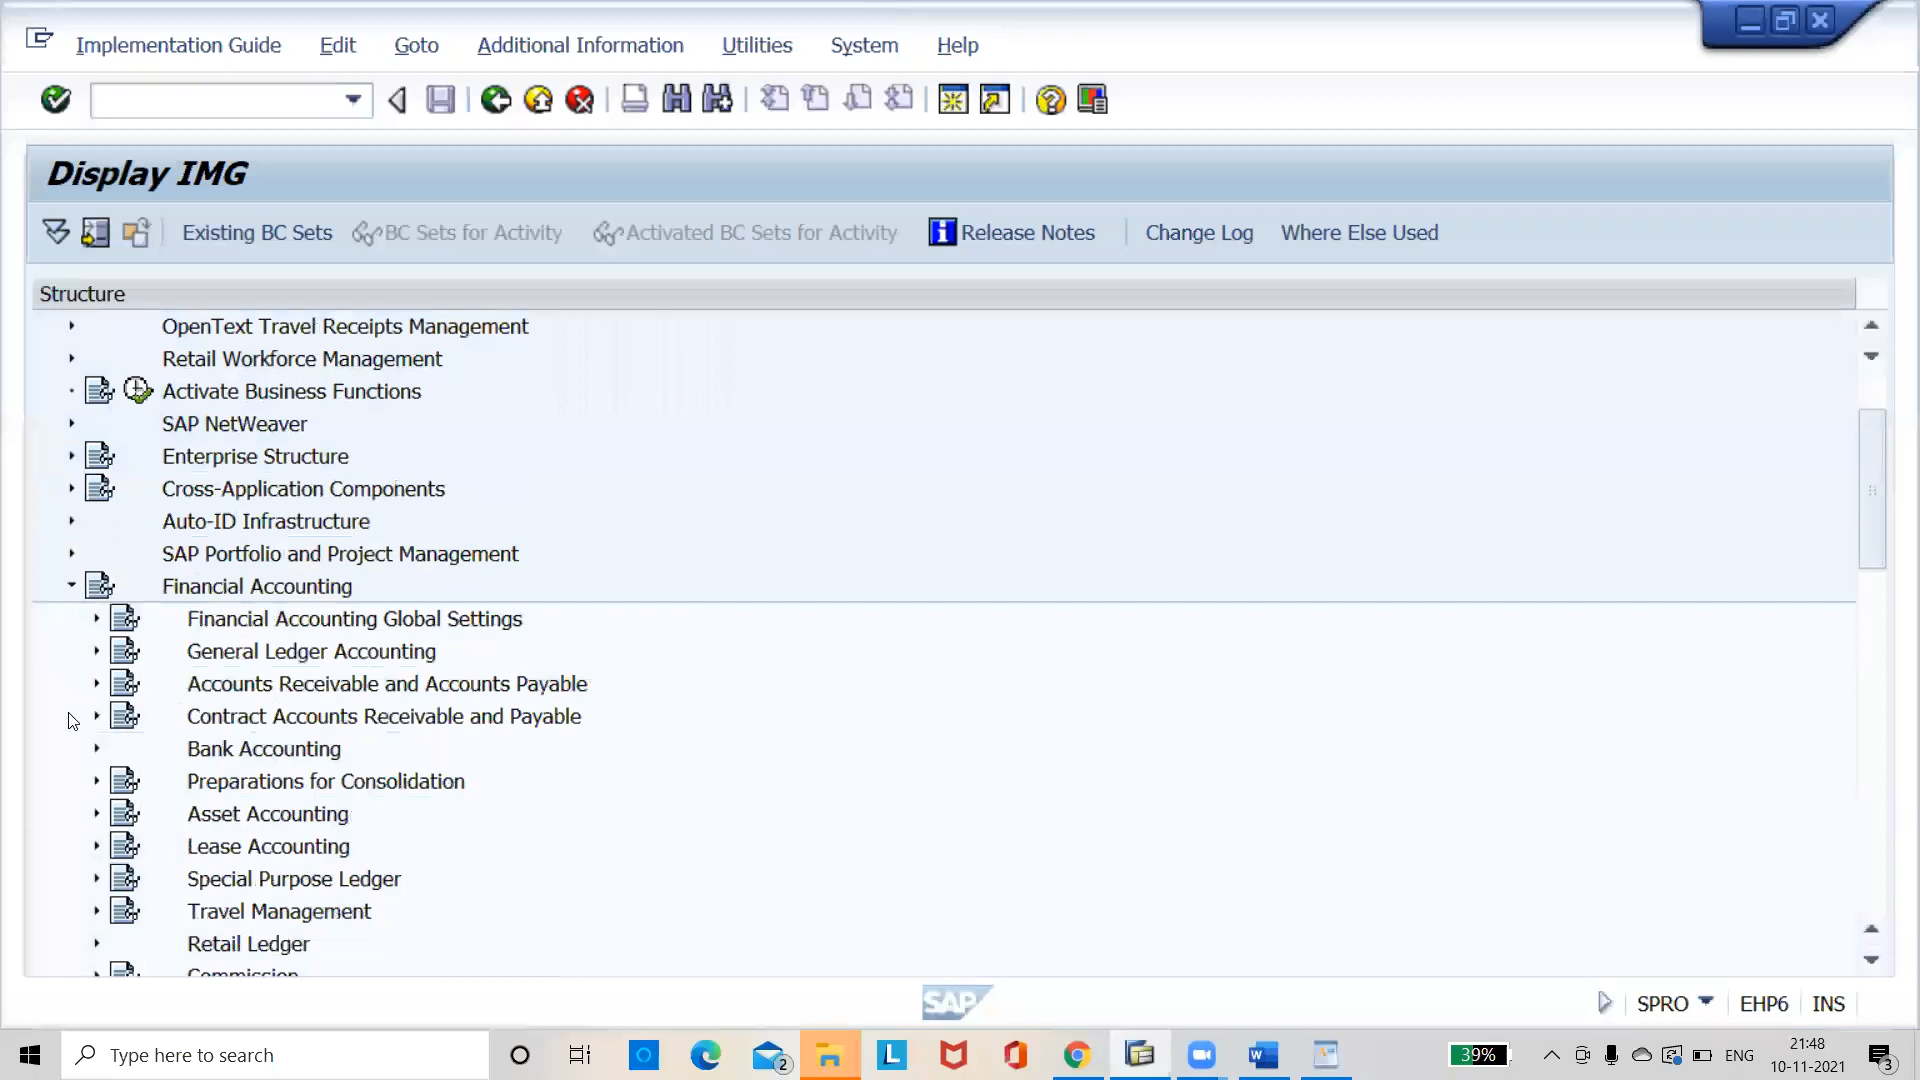 Implementation Guide Edit Goto Additional Information Utilities System Help
Display IMG
Existing BC Sets BC Sets for Activity Activated BC Sets for Activity Release Notes Change Log Where Else Used
Structure
OpenText Travel Receipts Management
Retail Workforce Management
Activate Business Functions
SAP NetWeaver
Enterprise Structure
Cross-Application Components
Auto-ID Infrastructure
SAP Portfolio and Project Management
Financial Accounting
Financial Accounting Global Settings
General Ledger Accounting
Accounts Receivable and Accounts Payable
Contract Accounts Receivable and Payable
Bank Accounting
Preparations for Consolidation
Asset Accounting
Lease Accounting
Special Purpose Ledger
Travel Management
Retail Ledger
Commission
SAP SPRO EHP6 INS
Type here to search 2 L 39% ENG 21:48
10-11-2021 3